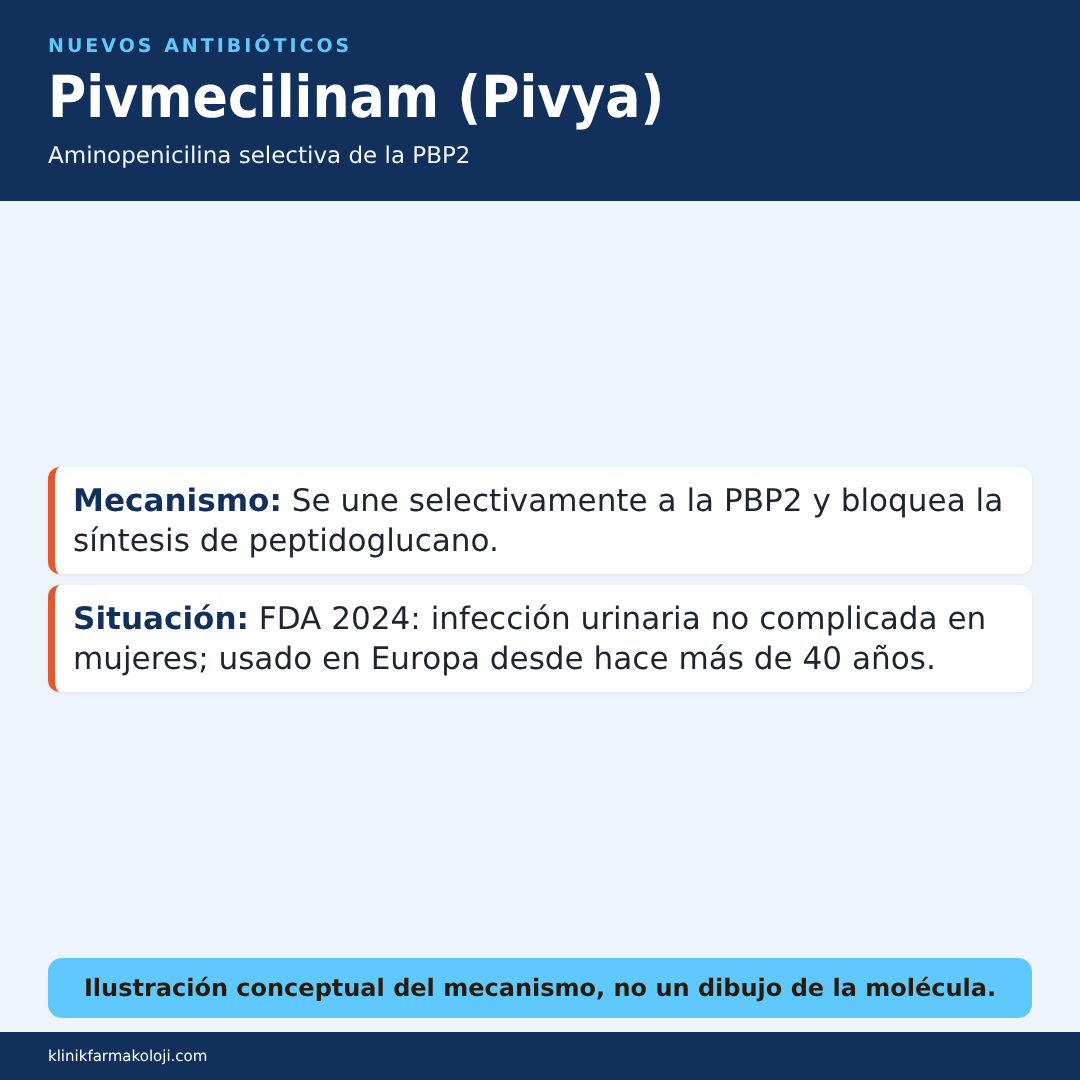 NUEVOS ANTIBIÓTICOS
Pivmecilinam (Pivya)
Aminopenicilina selectiva de la PBP2
Mecanismo: Se une selectivamente a la PBP2 y bloquea la
síntesis de peptidoglucano.
Situación: FDA 2024: infección urinaria no complicada en
mujeres; usado en Europa desde hace más de 40 años.
Ilustración conceptual del mecanismo, no un dibujo de la molécula.
klinikfarmakoloji.com